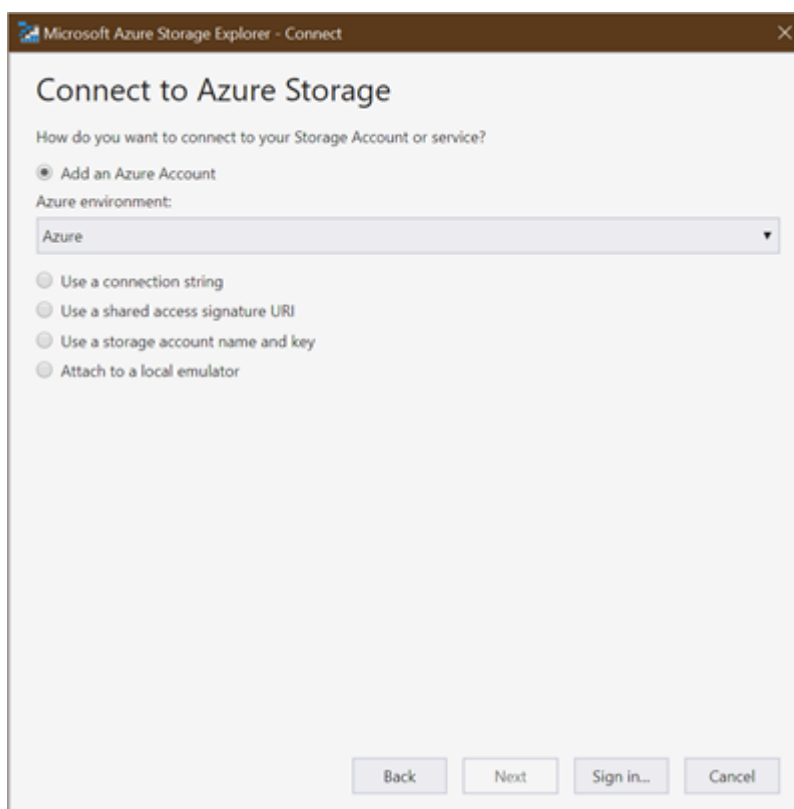 Microsoft Azure Storage Explorer - Connect
Connect to Azure Storage
How do you want to connect to your Storage Account or service?
Add an Azure Account
Azure environment:
Azure
Use a connection string
Use a shared access signature URI
Use a storage account name and key
Attach to a local emulator
Back Next Sign in... Cancel